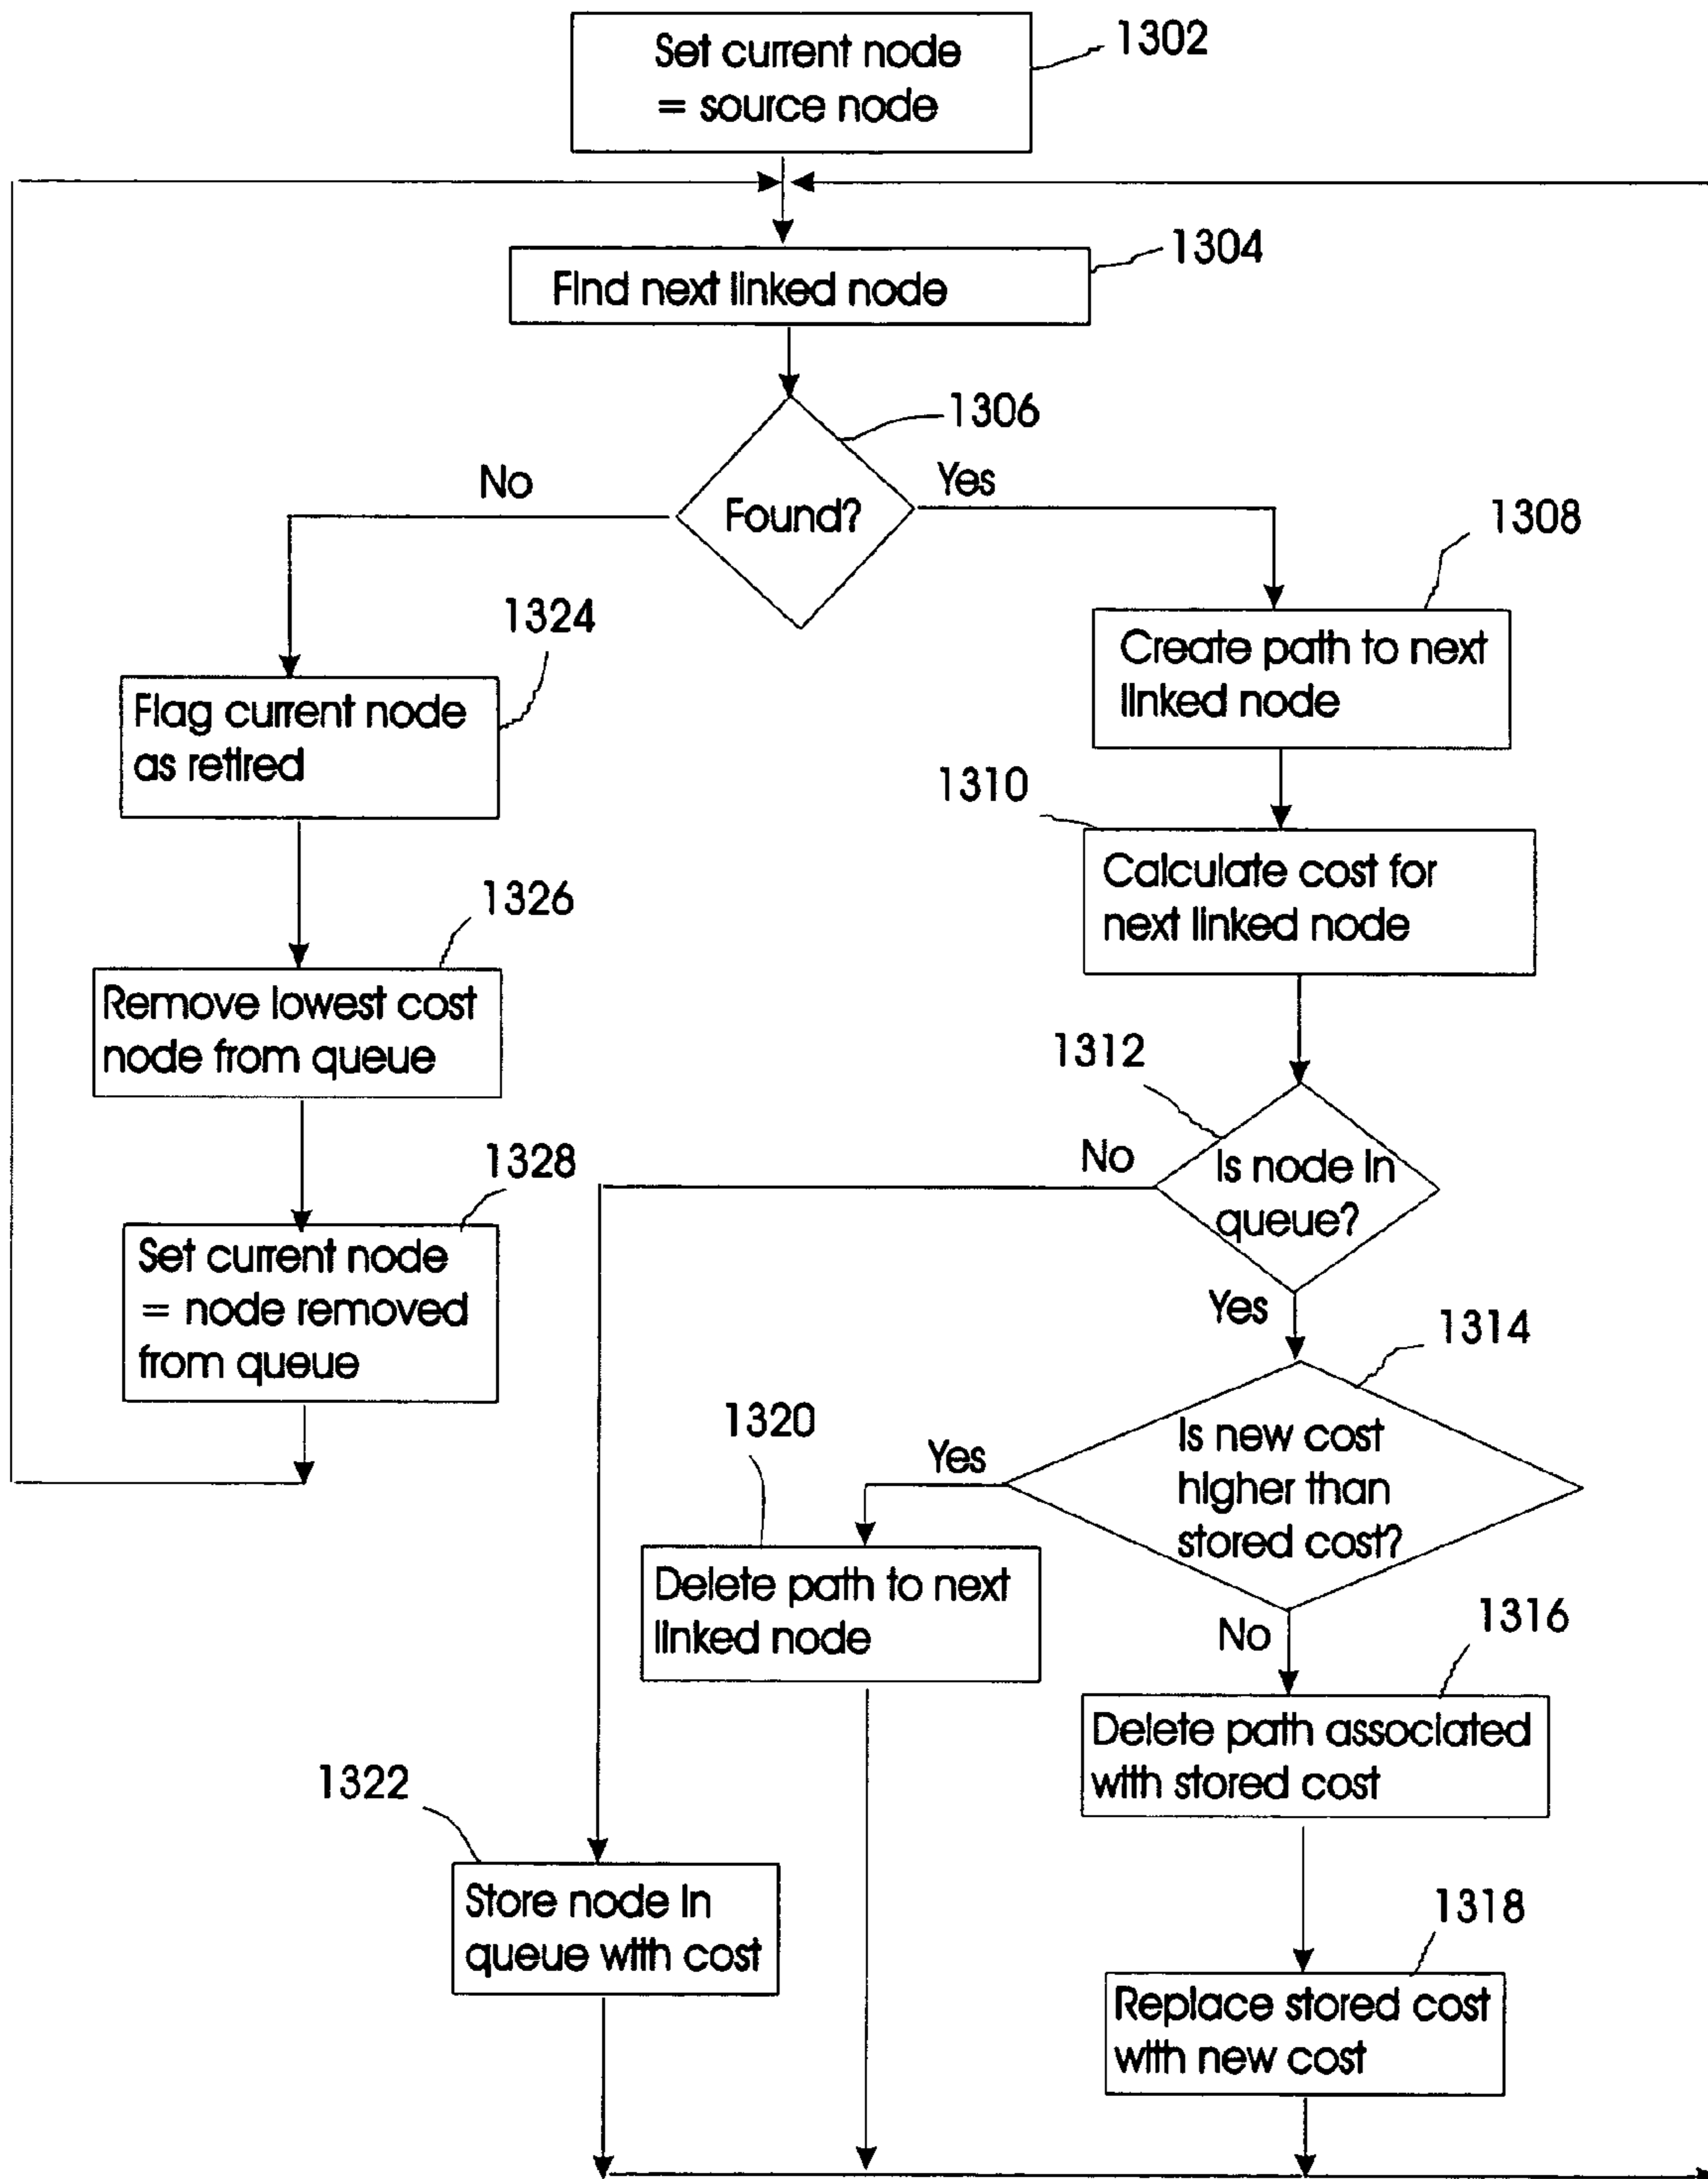 Set current node
= source node
1302
Find next linked node
1304
1306
Found?
No
Yes
1308
Create path to next
linked node
1324
Flag current node
as retired
1310
Calculate cost for
next linked node
1326
Remove lowest cost
node from queue
1312
Is node in
queue?
No
Yes
1328
Set current node
= node removed
from queue
1314
Is new cost
higher than
stored cost?
Yes
No
1320
Delete path to next
linked node
1316
Delete path associated
with stored cost
1322
Store node in
queue with cost
1318
Replace stored cost
with new cost